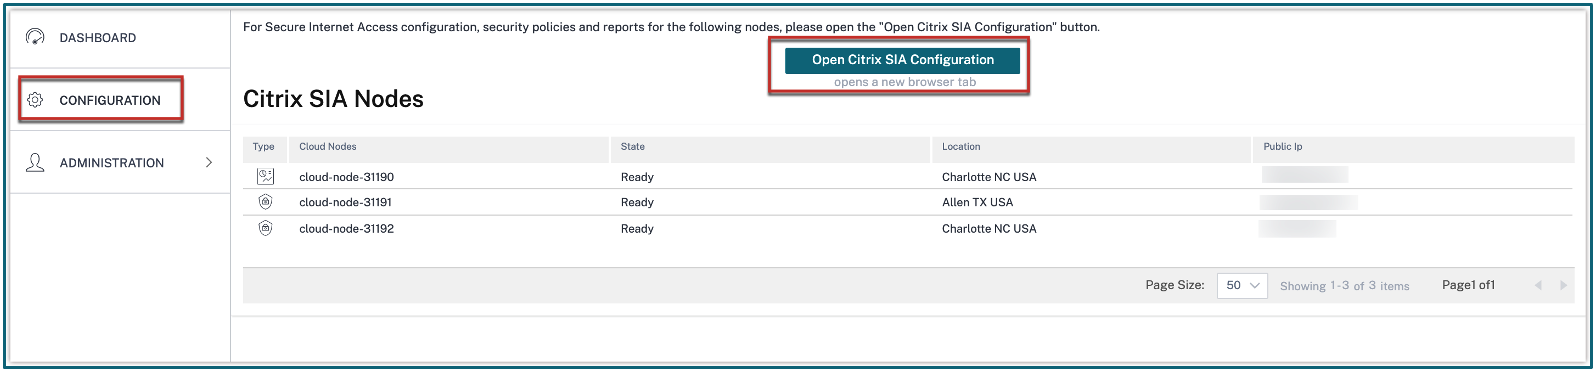 DASHBOARD
CONFIGURATION
ADMINISTRATION
For Secure Internet Access configuration, security policies and reports for the following nodes, please open the "Open Citrix SIA Configuration" button.
Open Citrix SIA Configuration
opens a new browser tab
Citrix SIA Nodes
Type Cloud Nodes State Location Public Ip
cloud-node-31190 Ready Charlotte NC USA
cloud-node-31191 Ready Allen TX USA
cloud-node-31192 Ready Charlotte NC USA
Page Size: 50 Showing 1-3 of 3 items Page1 of1